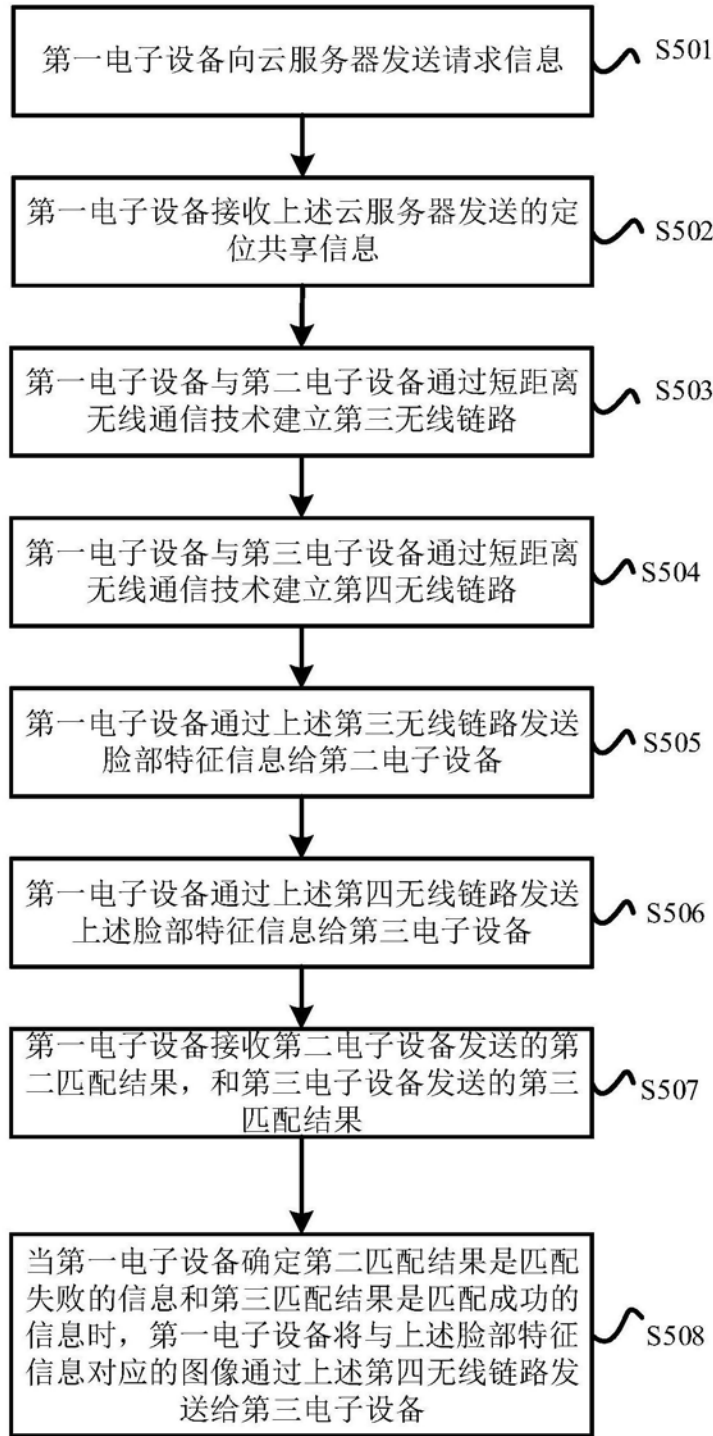 第一电子设备向云服务器发送请求信息
S501
第一电子设备接收上述云服务器发送的定
位共享信息
S502
第一电子设备与第二电子设备通过短距离
无线通信技术建立第三无线链路
S503
第一电子设备与第三电子设备通过短距离
无线通信技术建立第四无线链路
S504
第一电子设备通过上述第三无线链路发送
脸部特征信息给第二电子设备
S505
第一电子设备通过上述第四无线链路发送
上述脸部特征信息给第三电子设备
S506
第一电子设备接收第二电子设备发送的第
二匹配结果，和第三电子设备发送的第三
匹配结果
S507
当第一电子设备确定第二匹配结果是匹配
失败的信息和第三匹配结果是匹配成功的
信息时，第一电子设备将与上述脸部特征
信息对应的图像通过上述第四无线链路发
送给第三电子设备
S508